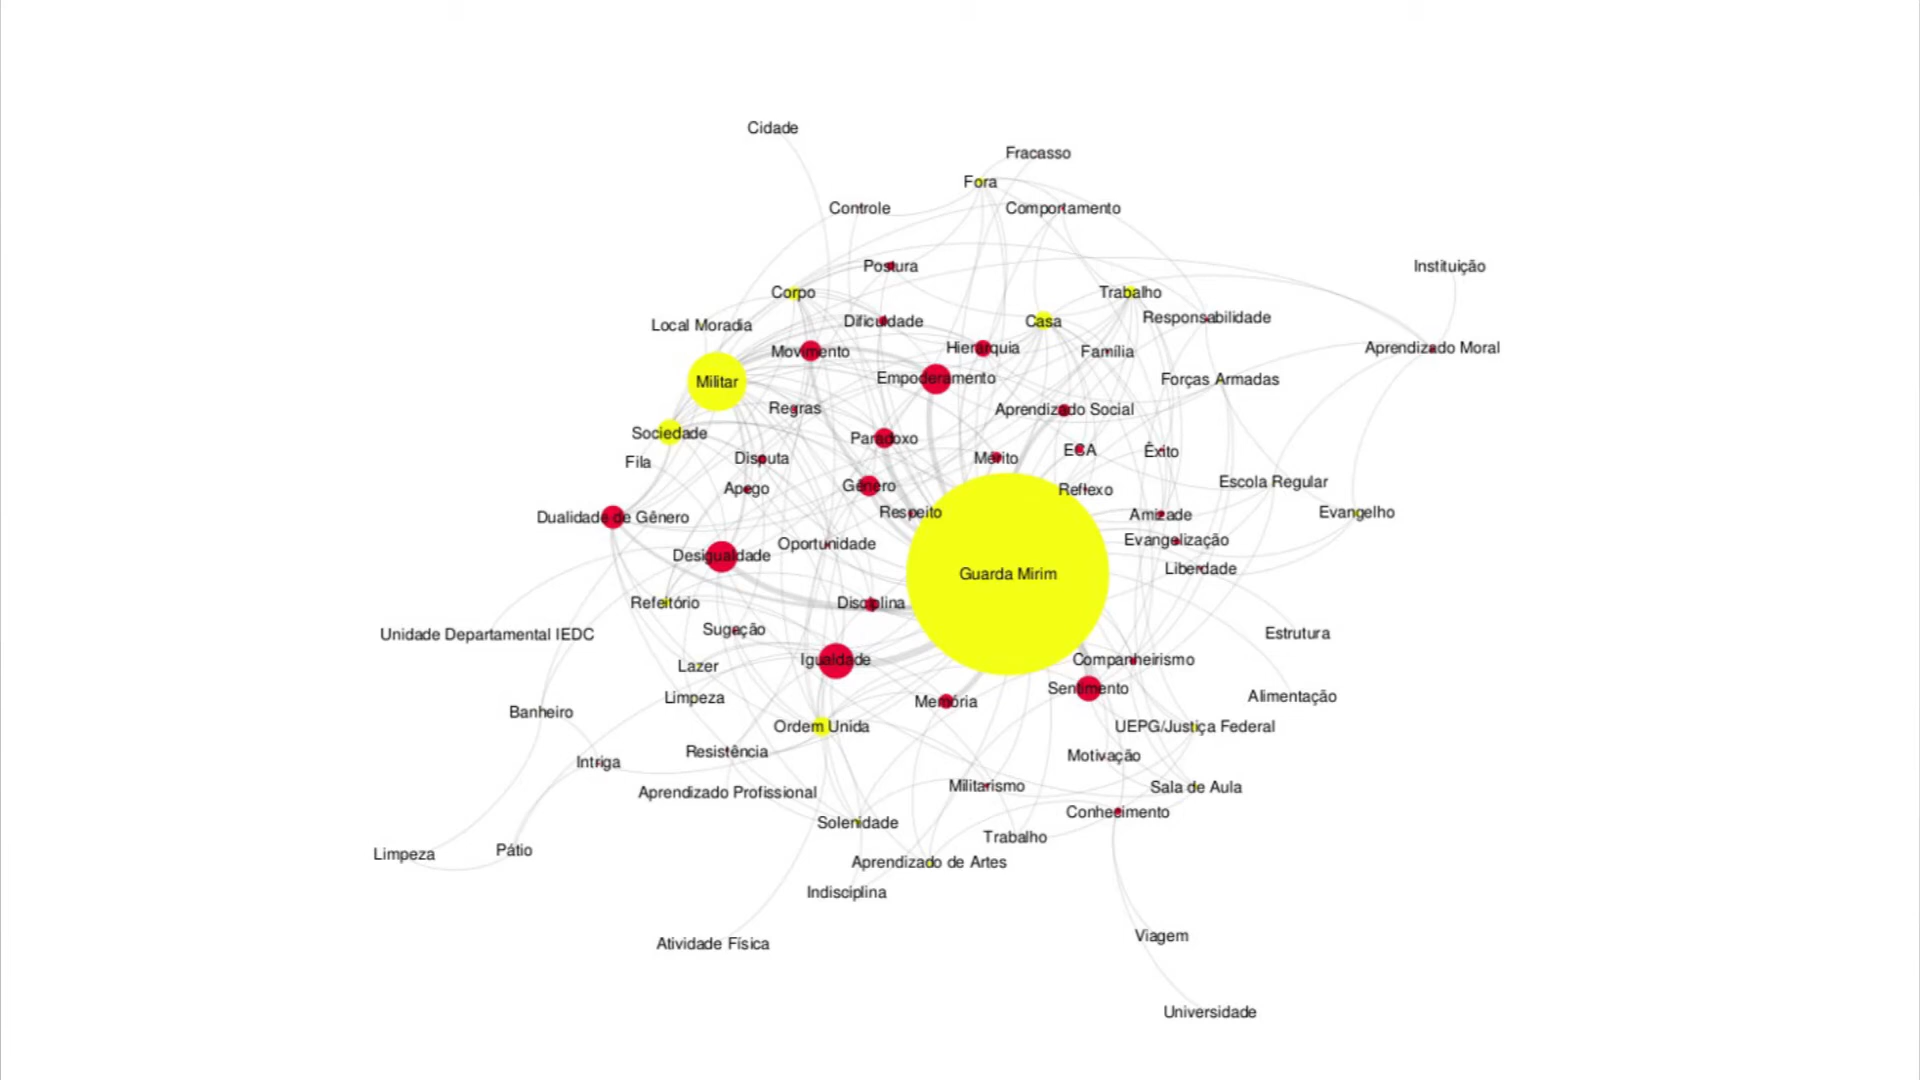 Cidade
Fracasso
Fora
Controle
Comportamento
Postura
Instituição
Corpo
Trabalho
Local Moradia
Dificuldade
Casa
Responsabilidade
Movimento
Hierarquia
Família
Aprendizado Moral
Militar
Empoderamento
Forças Armadas
Regras
Aprendizado Social
Sociedade
Paradoxo
Fila
Disputa
Mérito
ECA
Êxito
Apego
Gênero
Reflexo
Escola Regular
Dualidade de Gênero
Respeito
Amizade
Evangelho
Desigualdade
Oportunidade
Evangelização
Guarda Mirim
Liberdade
Refeitório
Disciplina
Unidade Departamental IEDC
Sugeção
Estrutura
Lazer
Igualdade
Companheirismo
Limpeza
Memória
Sentimento
Alimentação
Banheiro
Ordem Unida
UEPG/Justiça Federal
Intriga
Resistência
Motivação
Aprendizado Profissional
Militarismo
Sala de Aula
Solenidade
Conhecimento
Limpeza
Pátio
Trabalho
Aprendizado de Artes
Indisciplina
Atividade Física
Viagem
Universidade